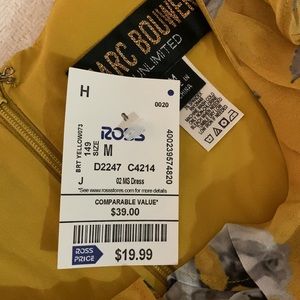 ARC BOUWE
UNLIMITED
M
H
0020
ROSS
400239574820
BRT YELLOW073
149
SIZE
M
D2247 C4214
J
02 MS Dress
*See www.rossstores.com for more details
COMPARABLE VALUE*
$39.00
ROSS
PRICE
$19.99